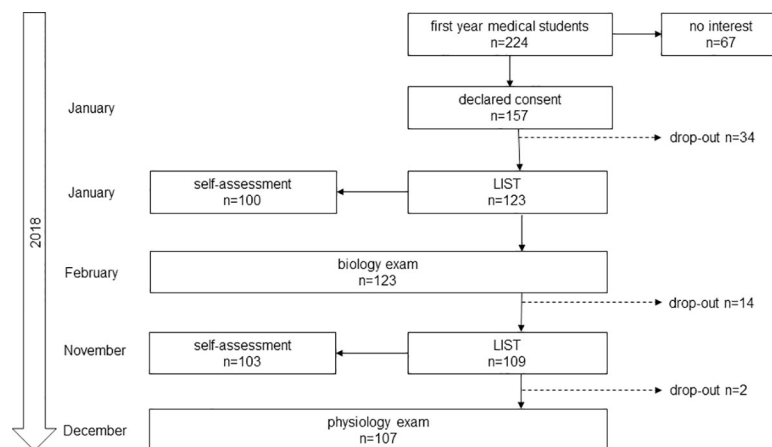 first year medical students
n=224
no interest
n=67
January
declared consent
n=157
drop-out n=34
January
self-assessment
n=100
LIST
n=123
2018
February
biology exam
n=123
drop-out n=14
November
self-assessment
n=103
LIST
n=109
drop-out n=2
December
physiology exam
n=107